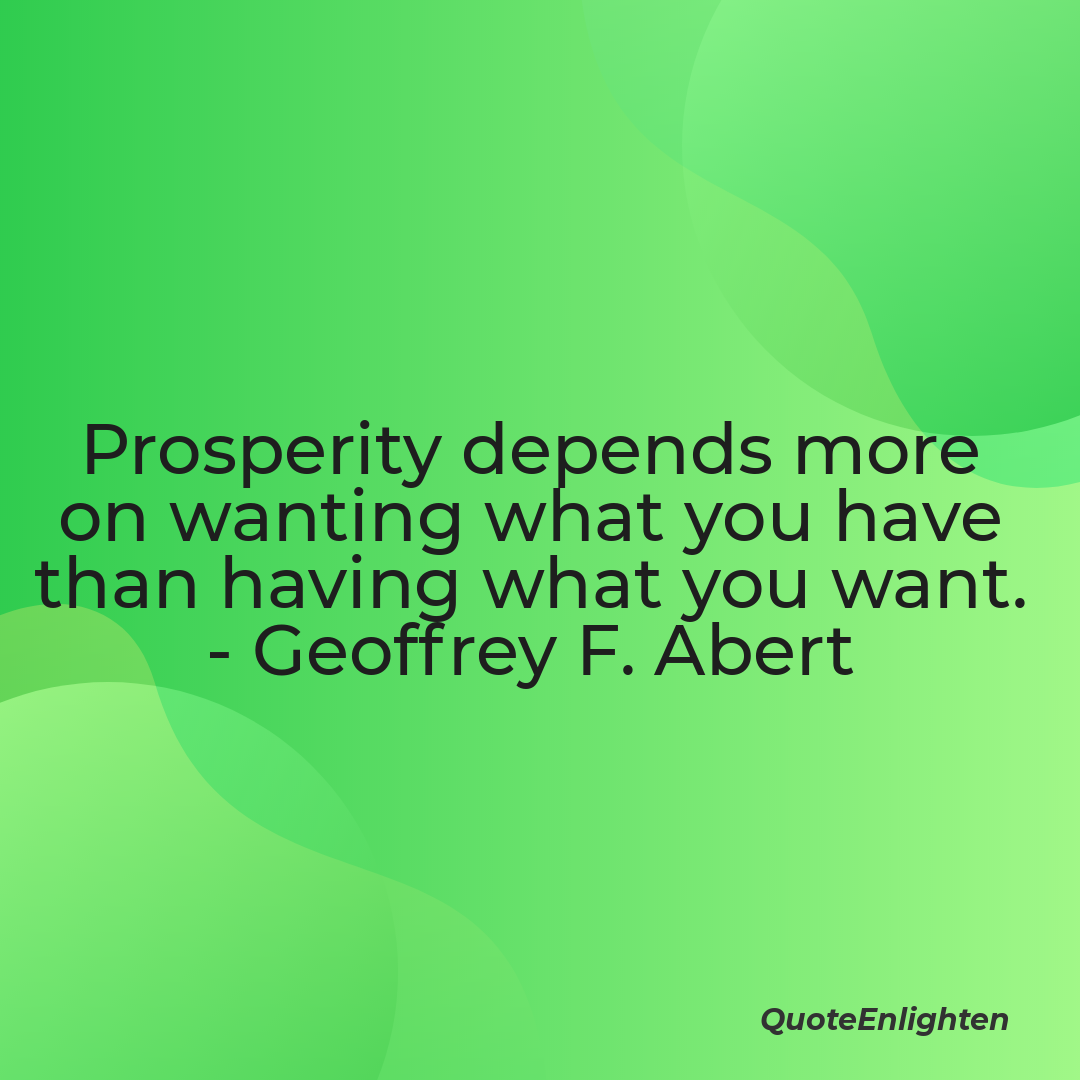 Prosperity depends more
on wanting what you have
than having what you want.
- Geoffrey F. Abert
QuoteEnlighten